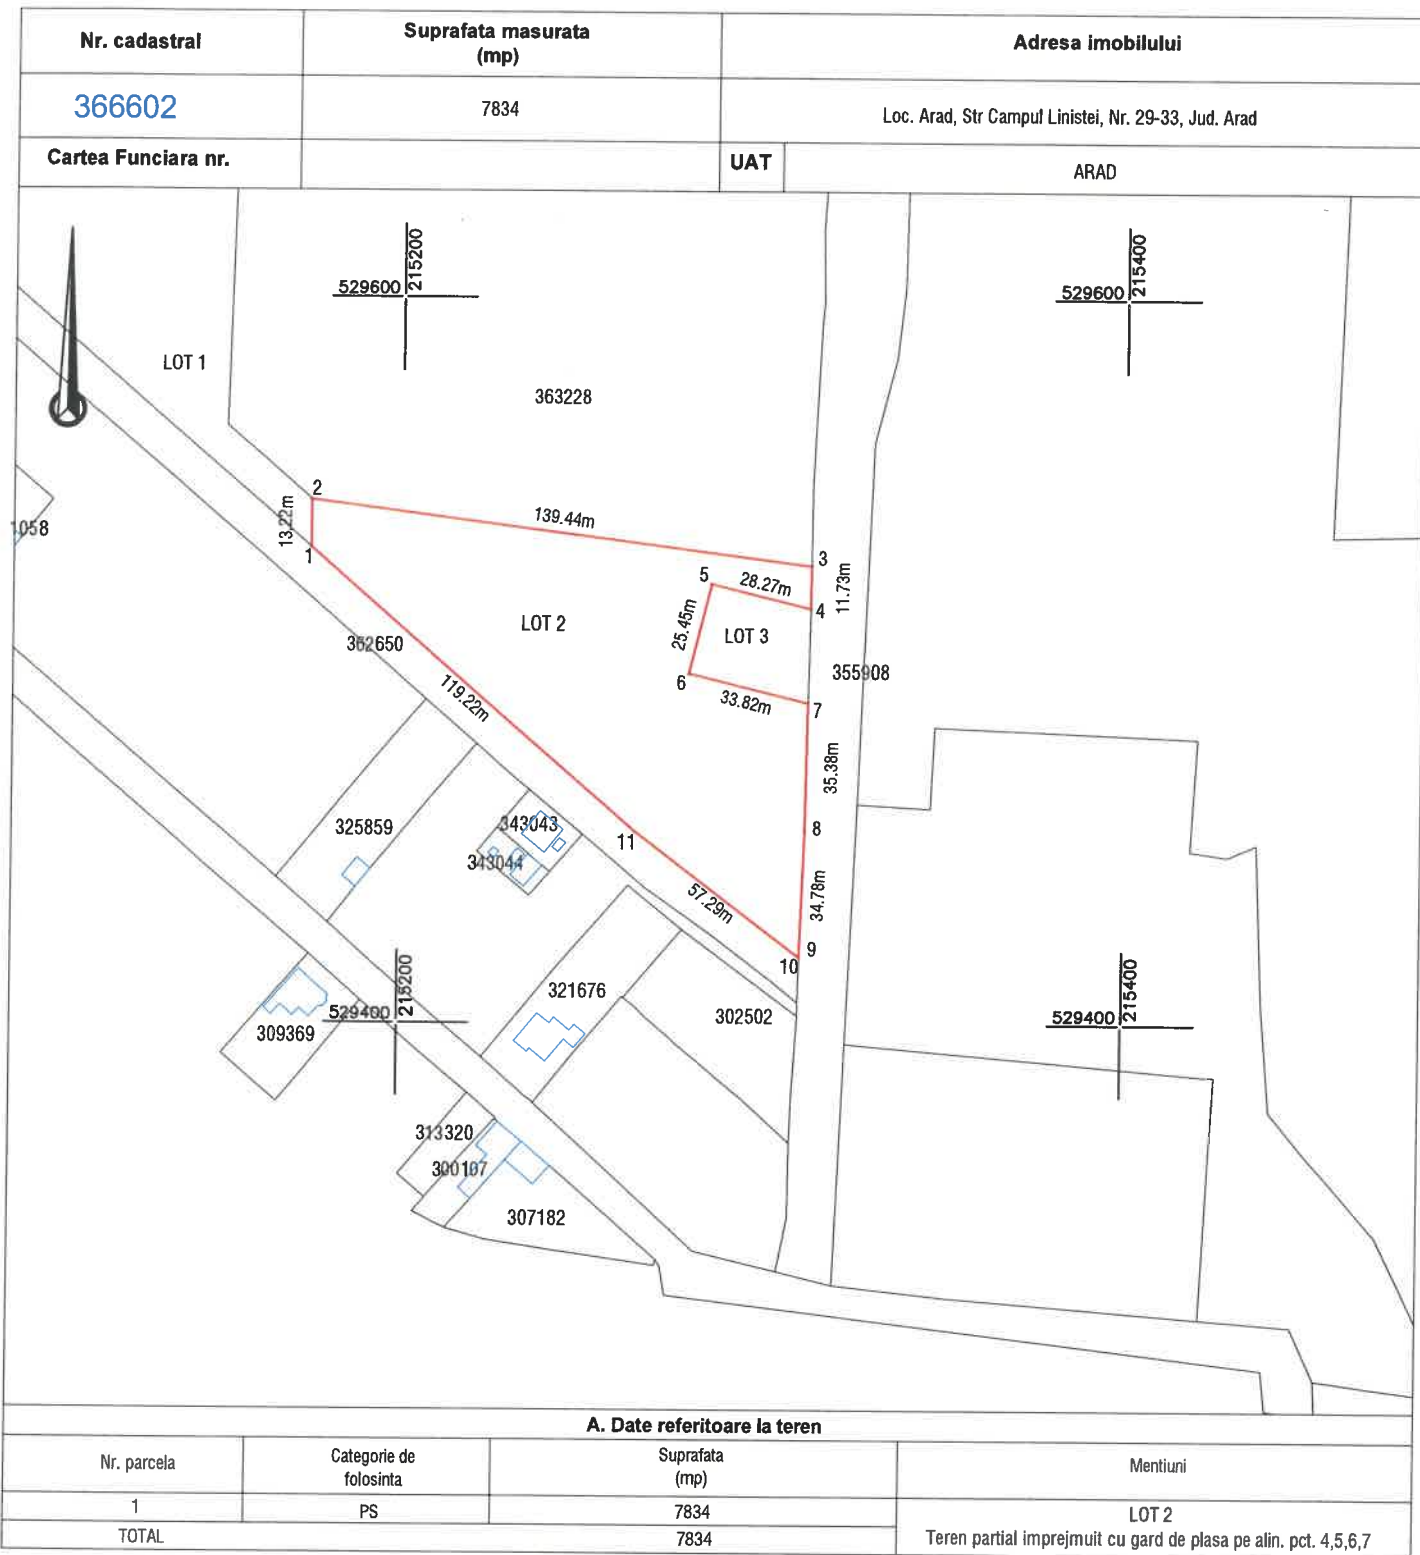 Nr. cadastral
Suprafata masurata
(mp)
Adresa imobilului
366602
7834
Loc. Arad, Str Campul Linistei, Nr. 29-33, Jud. Arad
Cartea Funciara nr.
UAT
ARAD
529600
215200
529600
215400
LOT 1
363228
2
13.22m
1
139.44m
3
11.73m
5
28.27m
4
1058
LOT 2
25.45m
LOT 3
362650
355908
6
33.82m
7
119.22m
35.38m
325859
343043
11
8
343044
57.29m
34.78m
9
10
215200
529400
321676
302502
529400
215400
309369
313320
300107
307182
A. Date referitoare la teren
Nr. parcela
Categorie de
folosinta
Suprafata
(mp)
Mentiuni
1
PS
7834
LOT 2
TOTAL
7834
Teren partial imprejmuit cu gard de plasa pe alin. pct. 4,5,6,7